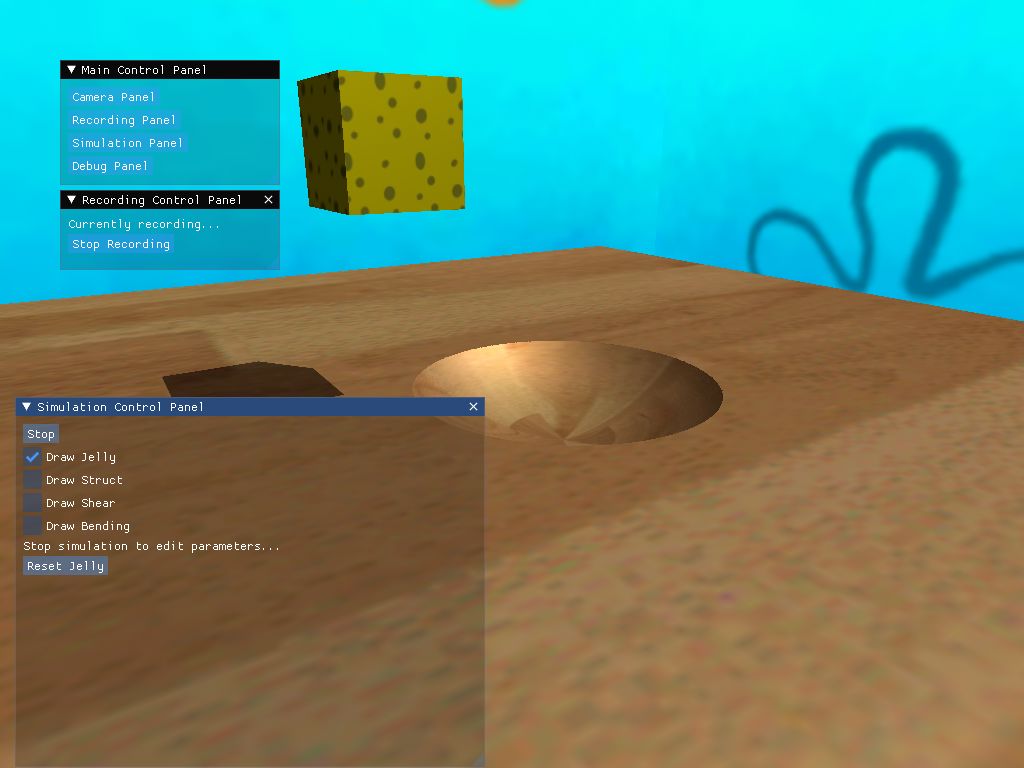 Main Control Panel
Camera Panel
Recording Panel
Simulation Panel
Debug Panel
Recording Control Panel
Currently recording...
Stop Recording
Simulation Control Panel
Stop
Draw Jelly
Draw Struct
Draw Shear
Draw Bending
Stop simulation to edit parameters...
Reset Jelly